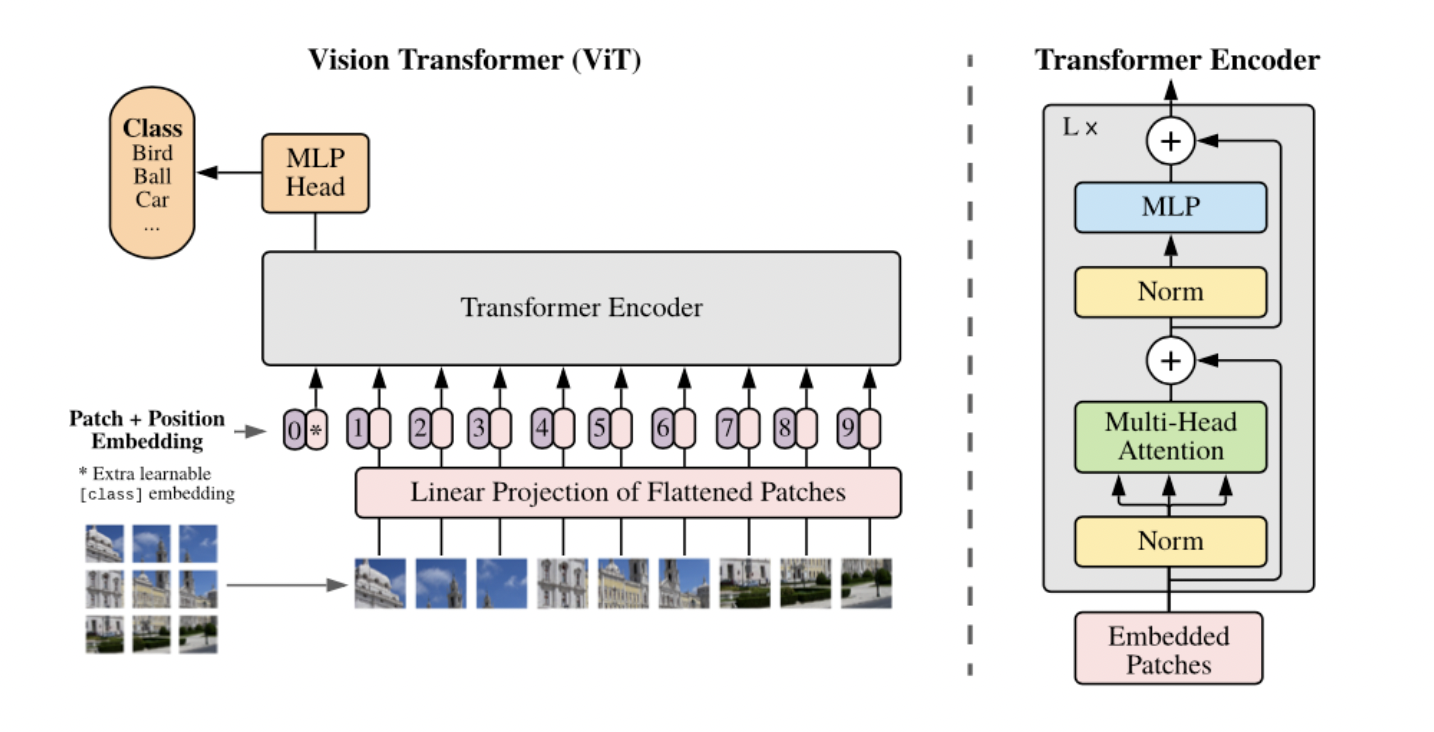 Vision Transformer (ViT)
Class
Bird
Ball
Car
...
MLP
Head
Transformer Encoder
Patch + Position
Embedding
* Extra learnable
[class] embedding
0 * 1 2 3 4 5 6 7 8 9
Linear Projection of Flattened Patches
Transformer Encoder
L x
+
MLP
Norm
+
Multi-Head
Attention
Norm
Embedded
Patches